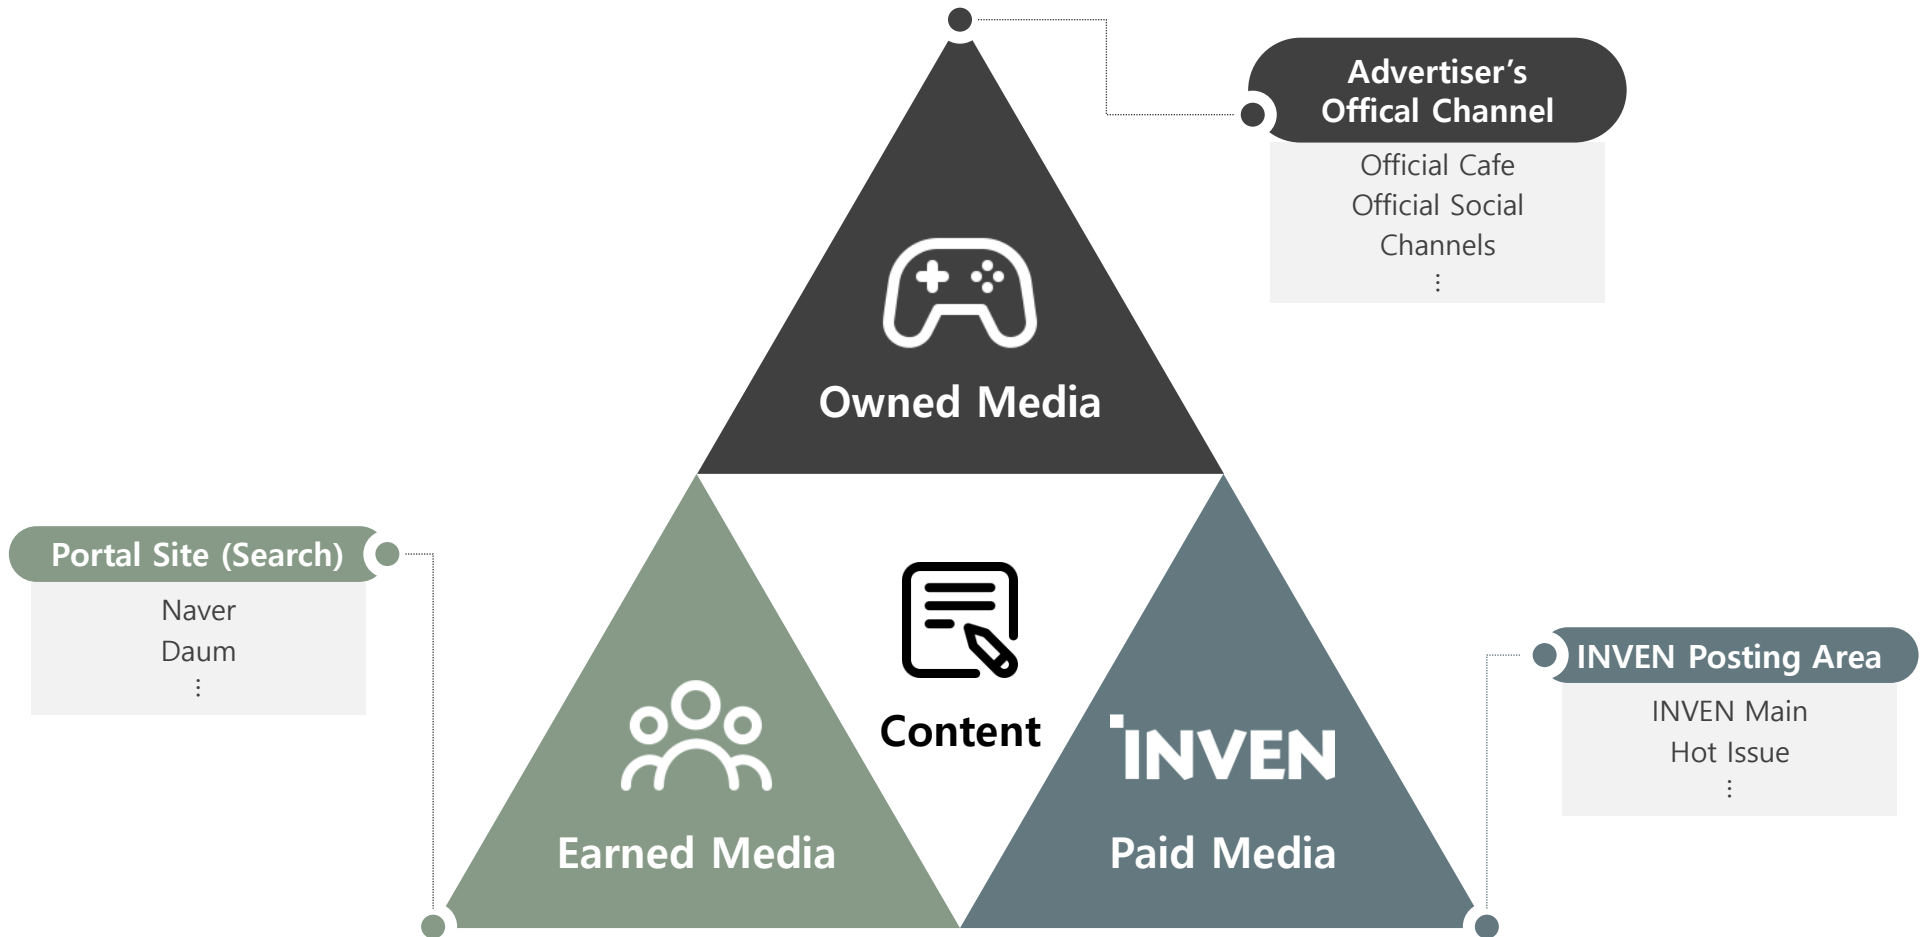 Advertiser's
Offical Channel
Official Cafe
Official Social
Channels
⋮
Owned Media
Portal Site (Search)
Naver
Daum
⋮
Content
INVEN Posting Area
INVEN Main
Hot Issue
⋮
INVEN
Earned Media
Paid Media